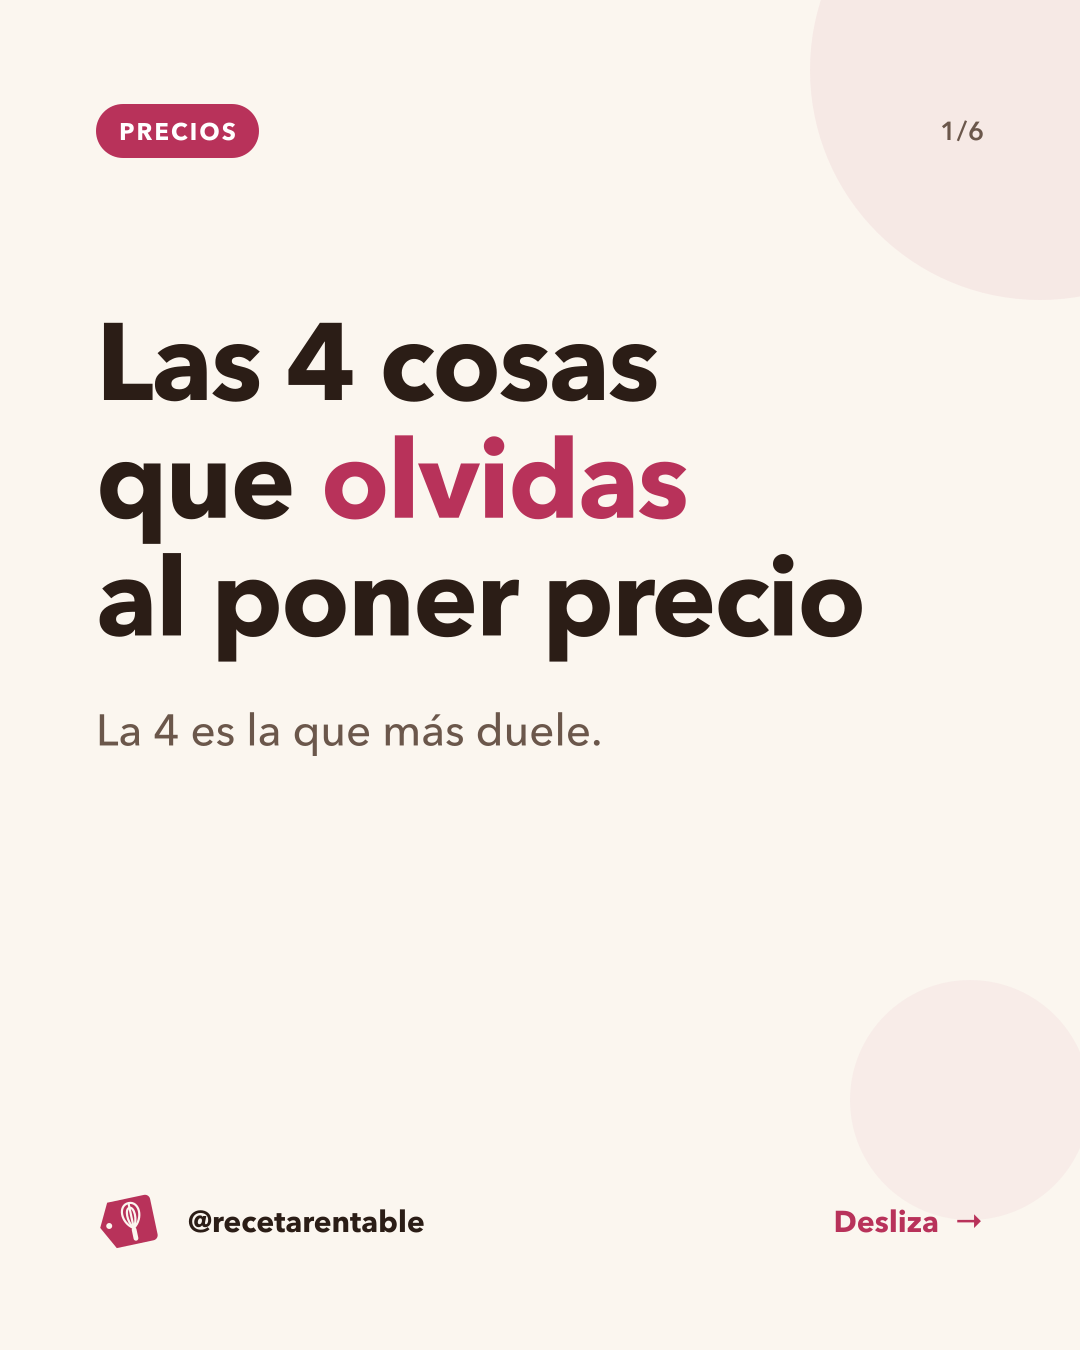 PRECIOS
1/6
Las 4 cosas
que olvidas
al poner precio
La 4 es la que más duele.
@recetarentable
Desliza →